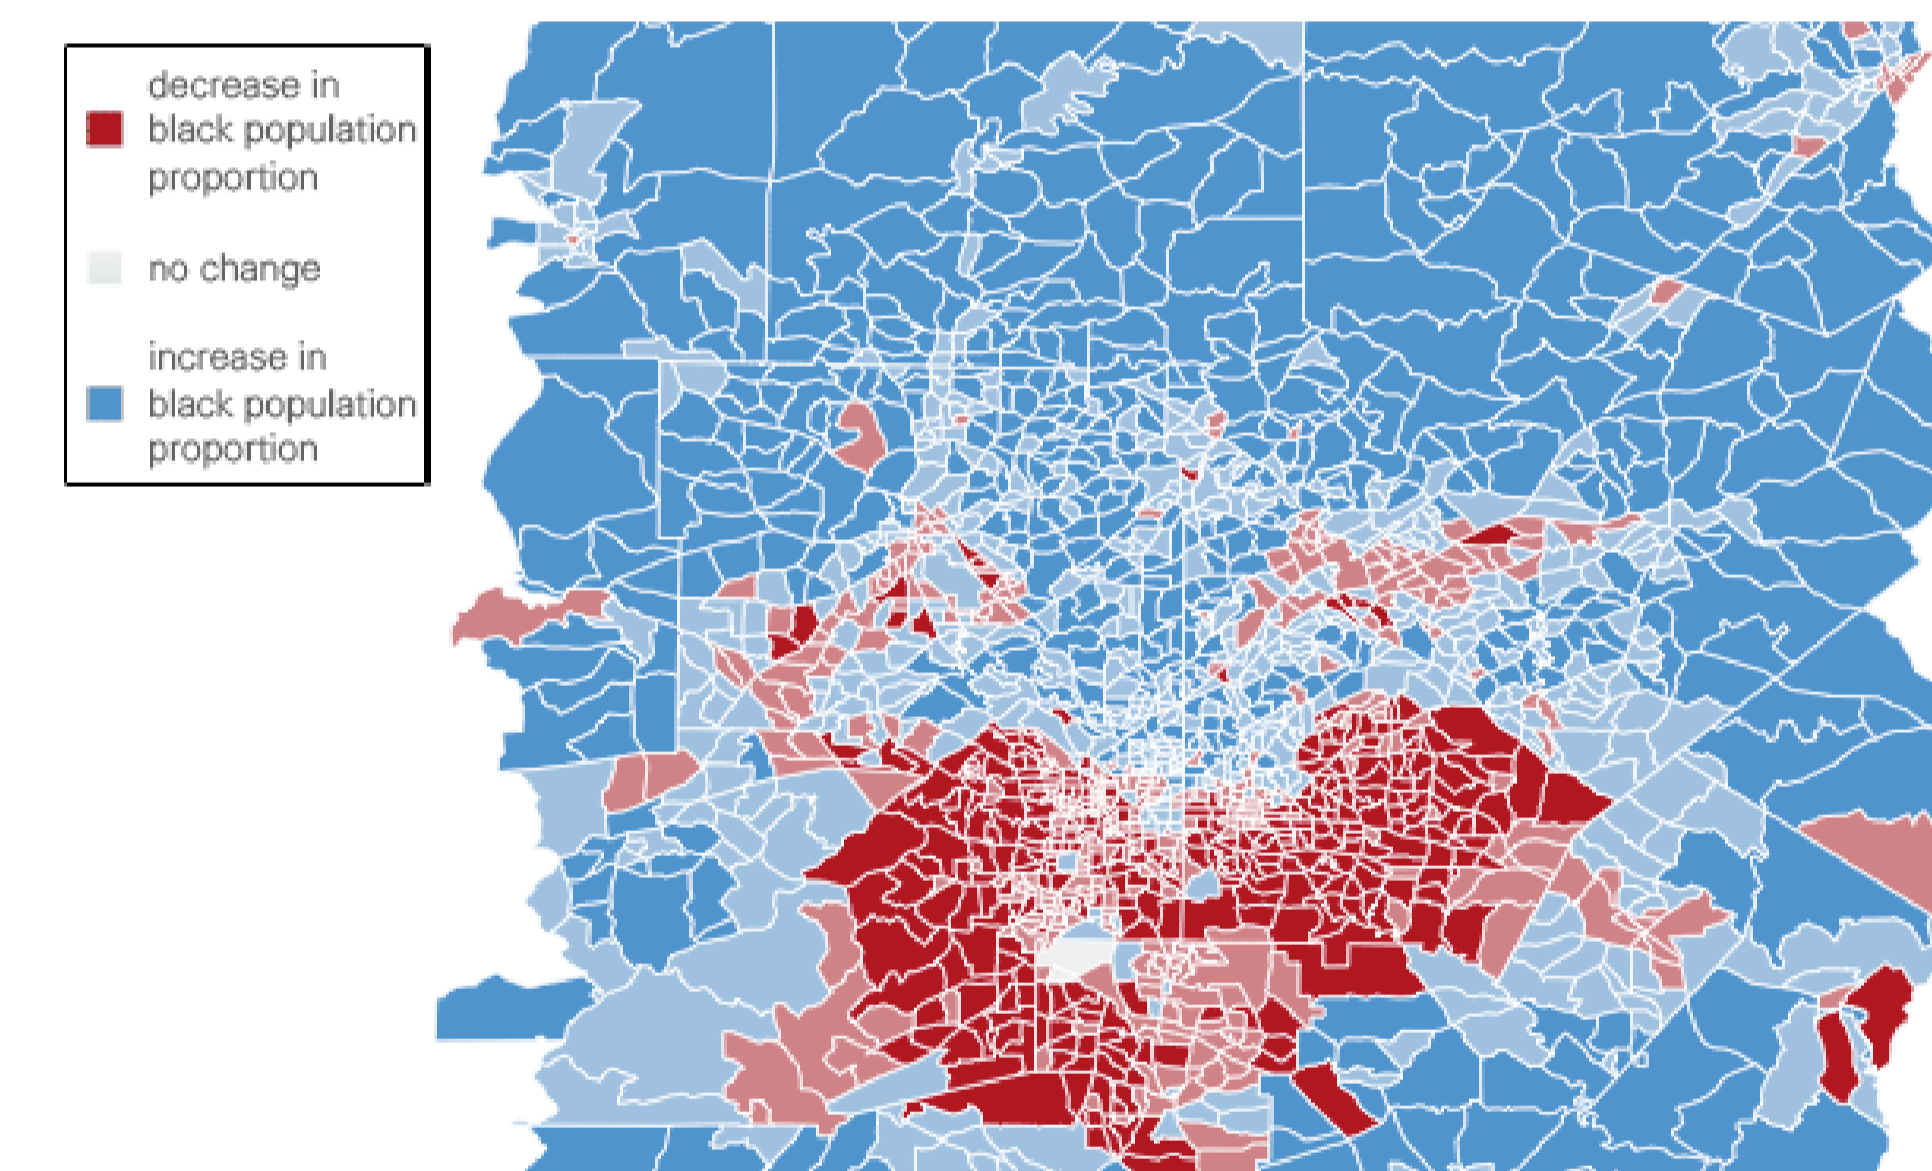 decrease in
black population
proportion
no change
increase in
black population
proportion